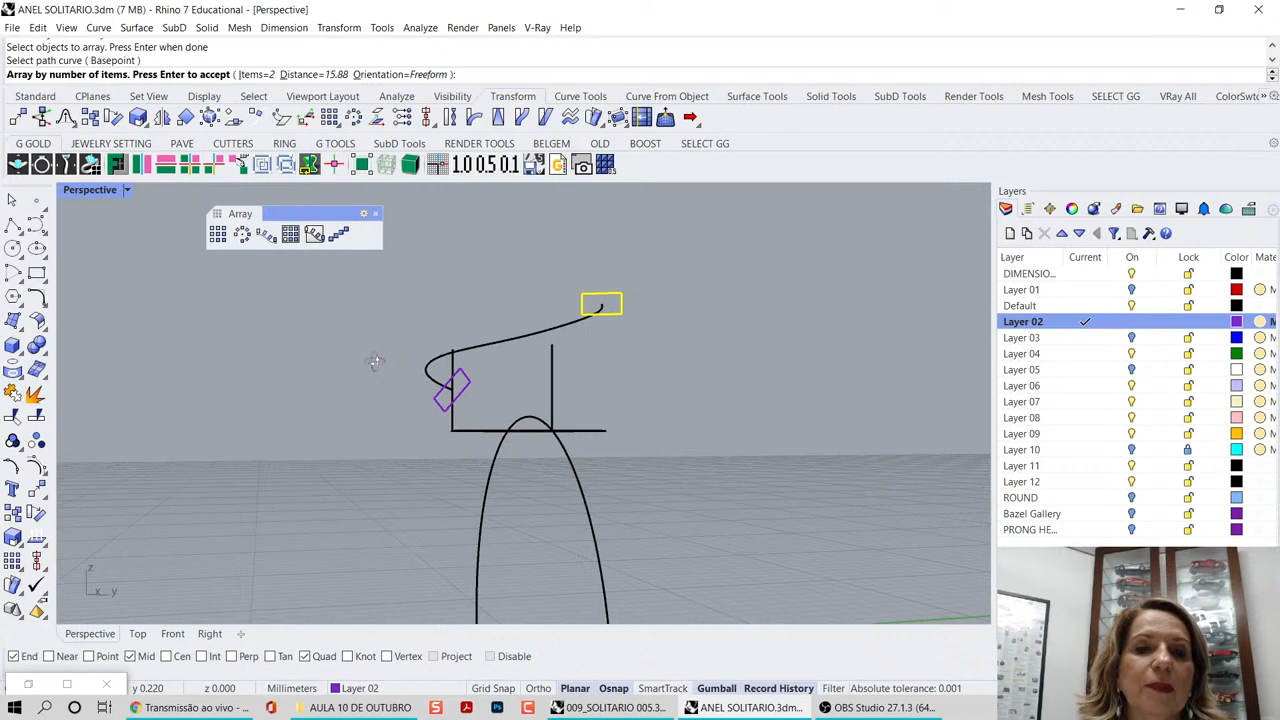 ANEL SOLITARIO.3dm (7 MB) - Rhino 7 Educational - [Perspective]
File Edit View Curve Surface SubD Solid Mesh Dimension Transform Tools Analyze Render Panels V-Ray Help
Select objects to array. Press Enter when done
Select path curve ( Basepoint )
Array by number of items. Press Enter to accept ( Items=2 Distance=15.88 Orientation=Freeform):
Standard CPlanes Set View Display Select Viewport Layout Analyze Visibility Transform Curve Tools Curve From Object Surface Tools Solid Tools SubD Tools Render Tools Mesh Tools SELECT GG VRay All ColorSwtc
G GOLD JEWELRY SETTING PAVE CUTTERS RING G TOOLS SubD Tools RENDER TOOLS BELGEM OLD BOOST SELECT GG
1.0 0.5 0.1
Perspective
Array
Layers
Layer Current On Lock Color Mate
DIMENSIO...
Layer 01
Default
Layer 02
Layer 03
Layer 04
Layer 05
Layer 06
Layer 07
Layer 08
Layer 09
Layer 10
Layer 11
Layer 12
ROUND
Bazel Gallery
PRONG HE...
z
x y
Perspective Top Front Right
End Near Point Mid Cen Int Perp Tan Quad Knot Vertex Project Disable
y 0.220 z 0.000 Millimeters Layer 02 Grid Snap Ortho Planar Osnap SmartTrack Gumball Record History Filter Absolute tolerance: 0.001
Transmissão ao vivo - ... AULA 10 DE OUTUBRO 009_SOLITARIO 005.3... ANEL SOLITARIO.3dm... OBS Studio 27.1.3 (64...